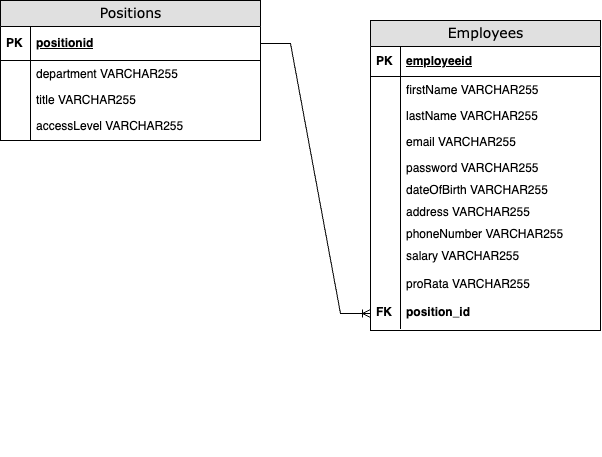 Positions
PK positionid
department VARCHAR255
title VARCHAR255
accessLevel VARCHAR255
Employees
PK employeeid
firstName VARCHAR255
lastName VARCHAR255
email VARCHAR255
password VARCHAR255
dateOfBirth VARCHAR255
address VARCHAR255
phoneNumber VARCHAR255
salary VARCHAR255
proRata VARCHAR255
FK position_id